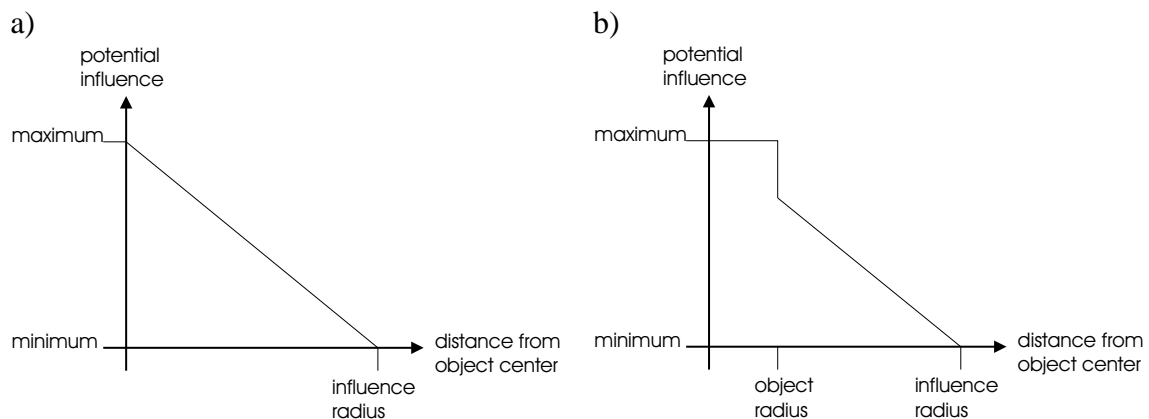 a)
potential
influence
maximum
minimum
distance from
object center
influence
radius
b)
potential
influence
maximum
minimum
distance from
object center
object
radius
influence
radius